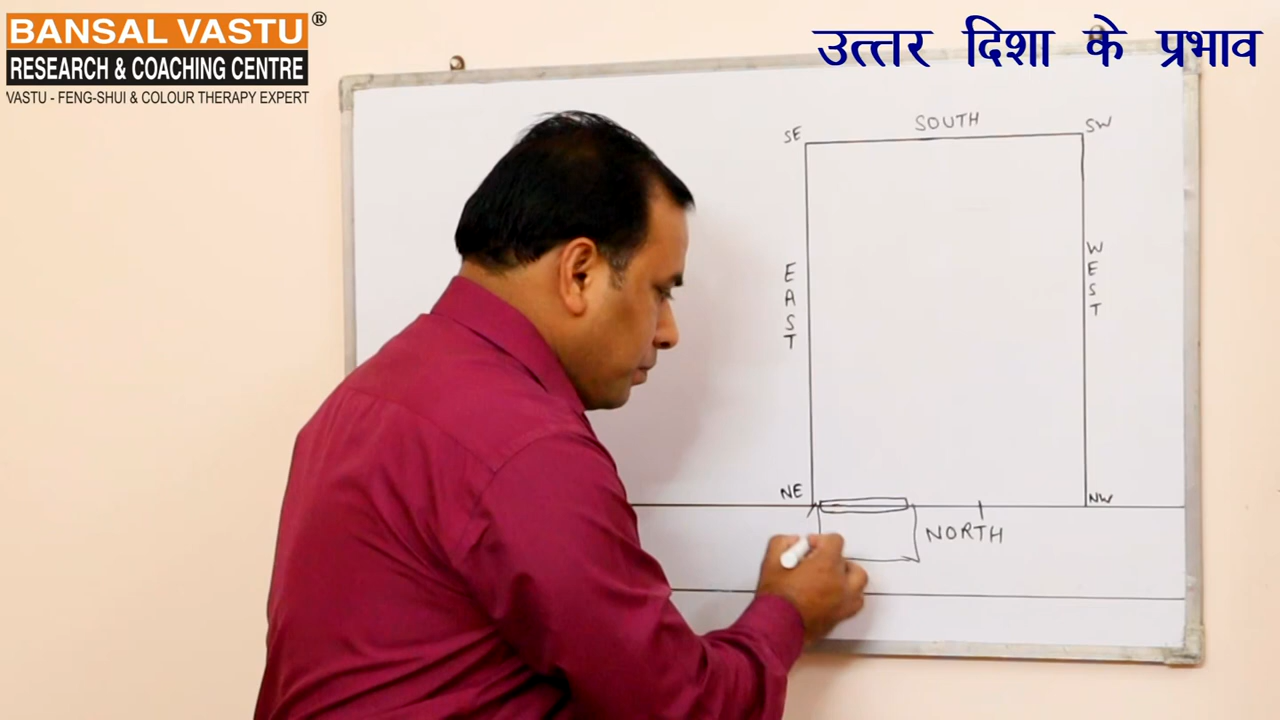 BANSAL VASTU®
RESEARCH & COACHING CENTRE
VASTU - FENG-SHUI & COLOUR THERAPY EXPERT
उत्तर दिशा के प्रभाव
SE
SOUTH
SW
EAST
WEST
NE
NW
NORTH